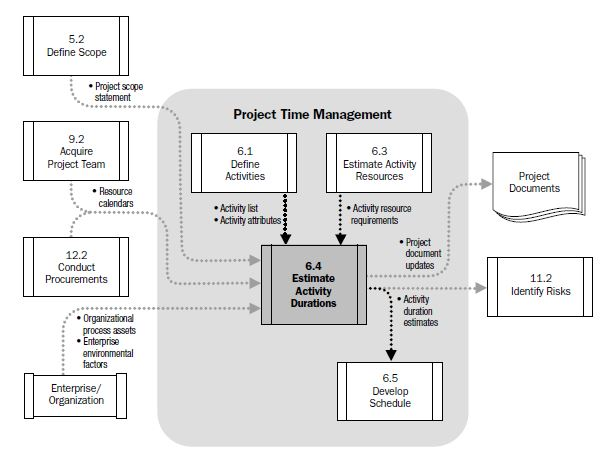 5.2
Define Scope
• Project scope
statement
Project Time Management
9.2
Acquire
Project Team
6.1
Define
Activities
6.3
Estimate Activity
Resources
Project
Documents
• Resource
calendars
• Activity list
• Activity attributes
• Activity resource
requirements
12.2
Conduct
Procurements
6.4
Estimate
Activity
Durations
• Project
document
updates
11.2
Identify Risks
• Organizational
process assets
• Enterprise
environmental
factors
• Activity
duration
estimates
Enterprise/
Organization
6.5
Develop
Schedule